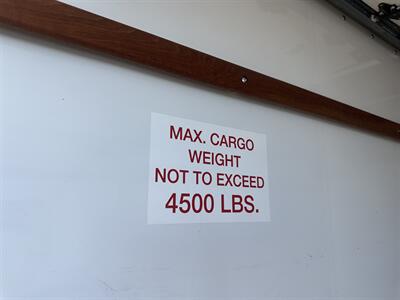 MAX. CARGO
WEIGHT
NOT TO EXCEED
4500 LBS.